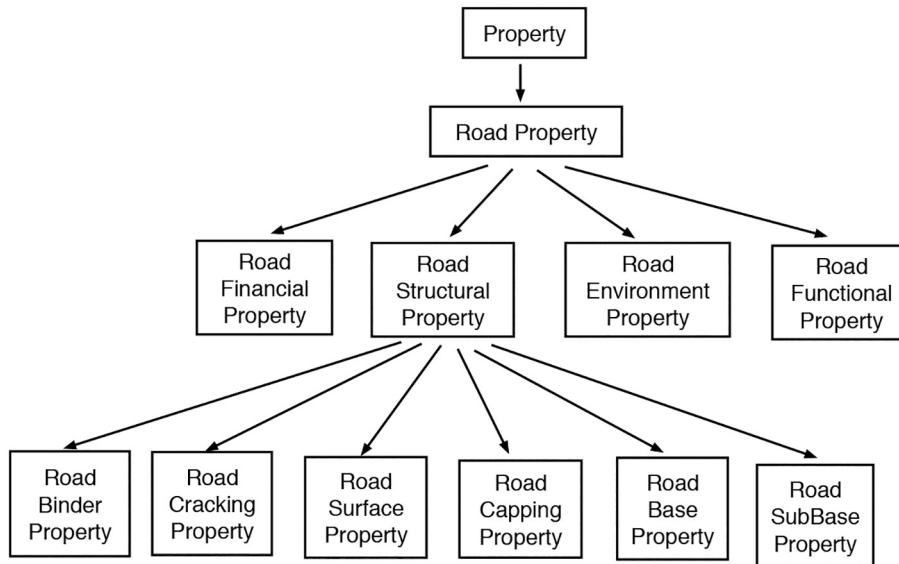 Property
Road Property
Road
Financial
Property
Road
Structural
Property
Road
Environment
Property
Road
Functional
Property
Road
Binder
Property
Road
Cracking
Property
Road
Surface
Property
Road
Capping
Property
Road
Base
Property
Road
SubBase
Property